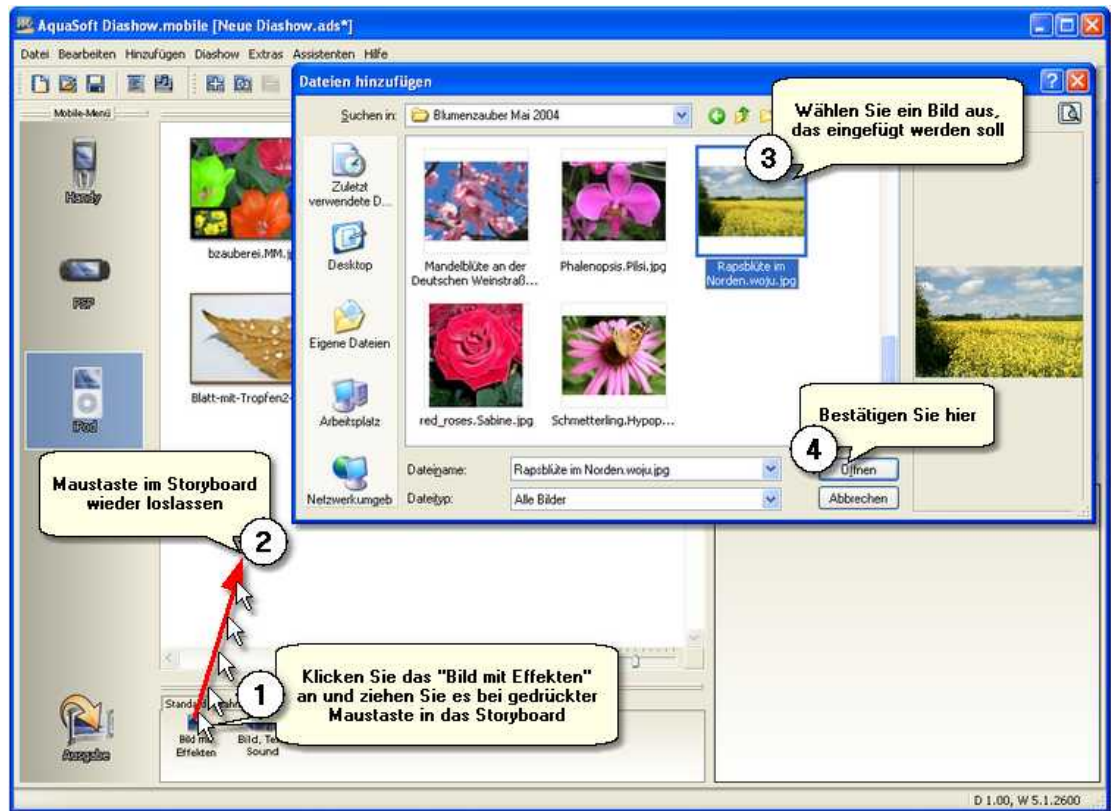 AquaSoft Diashow.mobile [Neue Diashow.ads*]
Datei Bearbeiten Hinzufügen Diashow Extras Assistenten Hilfe
Mobile-Menü
Handy
PSP
iPod
Ausgabe
bzauberei.MM.j
Blatt-mit-Tropfen2-
Dateien hinzufügen
Suchen in:
Blumenzauber Mai 2004
Zuletzt
verwendete D...
Desktop
Eigene Dateien
Arbeitsplatz
Netzwerkumgeb
Mandelblüte an der
Deutschen Weinstraß...
Phalenopsis.Pilsi.jpg
Rapsblüte im
Norden.woju.jpg
red_roses.Sabine.jpg
Schmetterling.Hypop...
Dateiname:
Rapsblüte im Norden.woju.jpg
Öffnen
Dateityp:
Alle Bilder
Abbrechen
Wählen Sie ein Bild aus,
das eingefügt werden soll
3
Bestätigen Sie hier
4
Maustaste im Storyboard
wieder loslassen
2
Klicken Sie das "Bild mit Effekten"
an und ziehen Sie es bei gedrückter
Maustaste in das Storyboard
1
Bild mit
Effekten
Bild, Te
Sound
D 1.00, W 5.1.2600